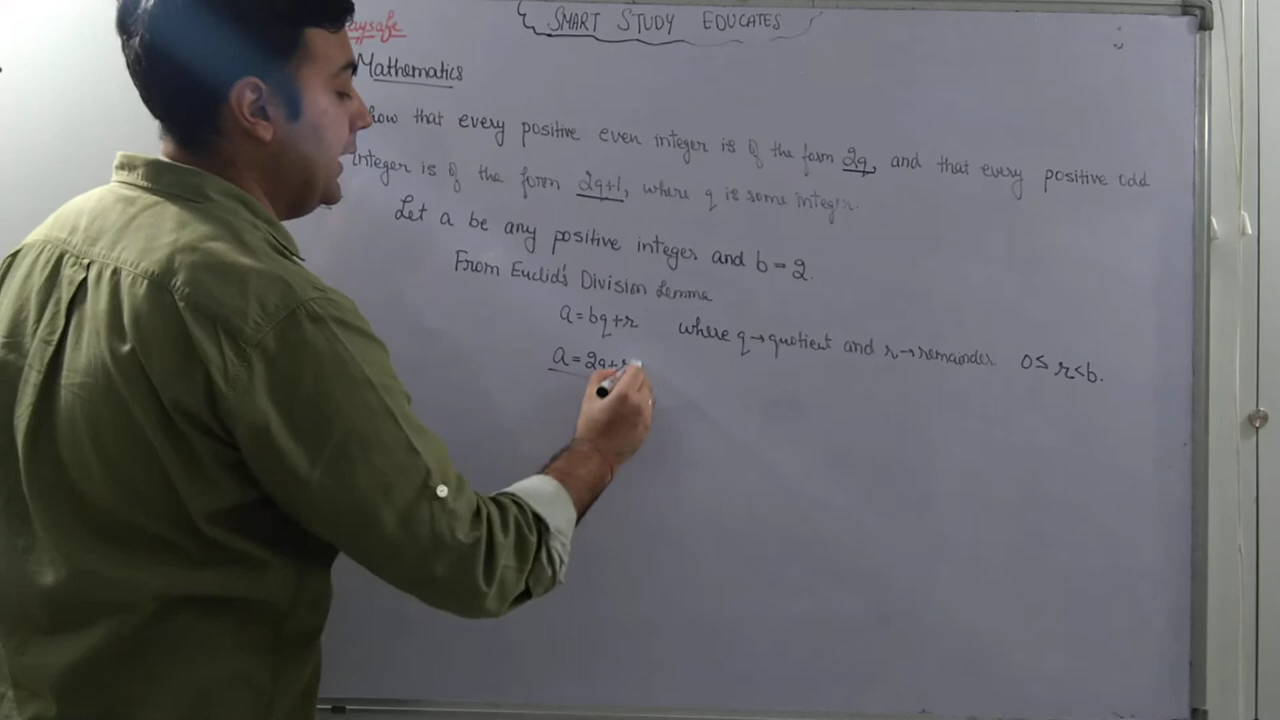 SMART STUDY EDUCATES
Mathematics
that every positive even integer is of the form 2q, and that every positive odd
integer is of the form 2q+1, where q is some integer.
Let a be any positive integer and b = 2.
From Euclid's Division Lemma
a = bq+r where q→quotient and r→remainder 0≤ r<b.
a = 2q+